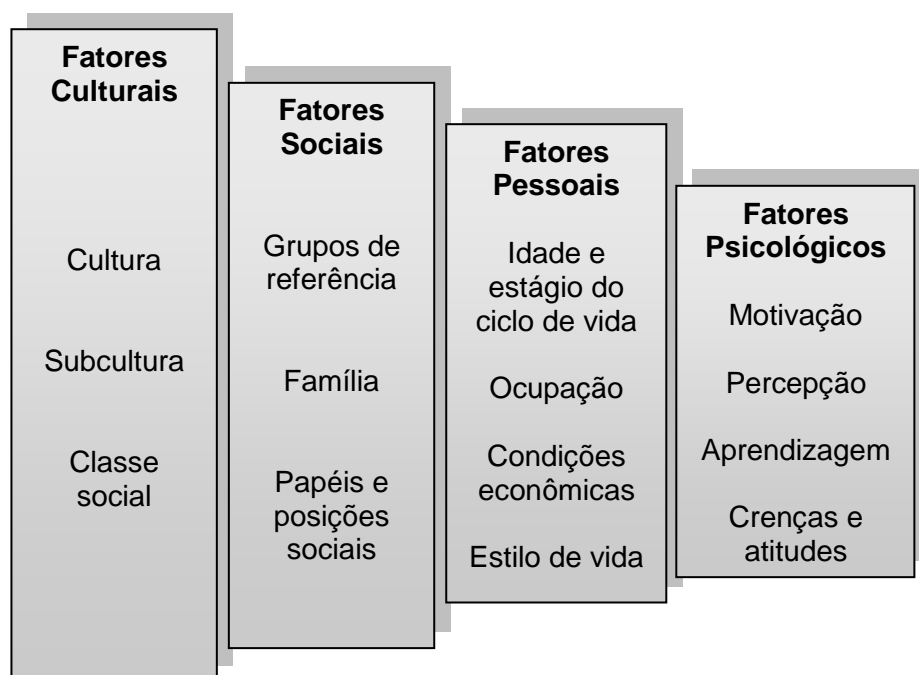 Fatores
Culturais
Cultura
Subcultura
Classe
social
Fatores
Sociais
Grupos de
referência
Família
Papéis e
posições
sociais
Fatores
Pessoais
Idade e
estágio do
ciclo de vida
Ocupação
Condições
econômicas
Estilo de vida
Fatores
Psicológicos
Motivação
Percepção
Aprendizagem
Crenças e
atitudes